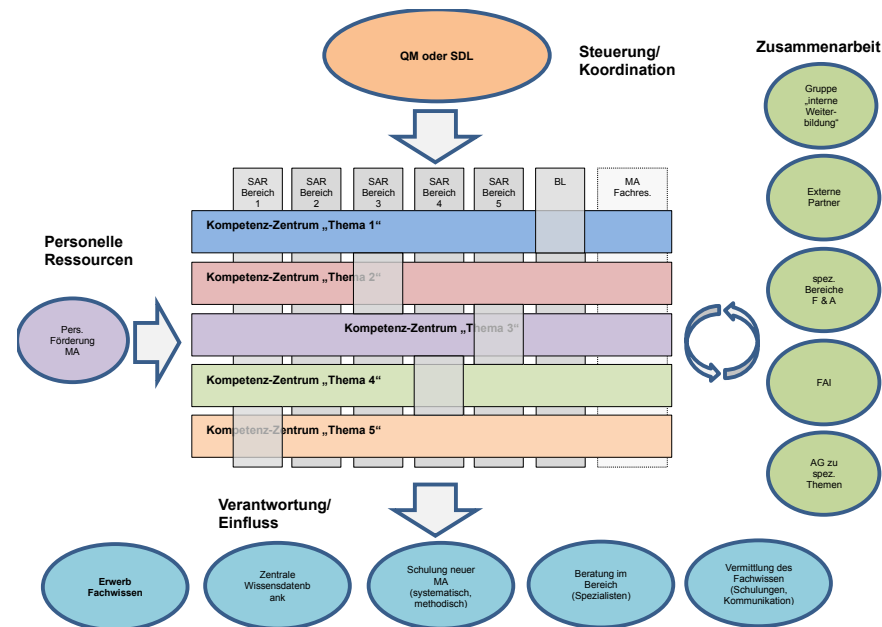 QM oder SDL
Steuerung/
Koordination
Zusammenarbeit
Gruppe
„interne
Weiter-
bildung“
Externe
Partner
spez.
Bereiche
F & A
FAI
AG zu
spez.
Themen
SAR
Bereich
1
SAR
Bereich
2
SAR
Bereich
3
SAR
Bereich
4
SAR
Bereich
5
BL
MA
Fachres.
Kompetenz-Zentrum „Thema 1“
Kompetenz-Zentrum „Thema 2“
Kompetenz-Zentrum „Thema 3“
Kompetenz-Zentrum „Thema 4“
Kompetenz-Zentrum „Thema 5“
Personelle
Ressourcen
Pers.
Förderung
MA
Verantwortung/
Einfluss
Erwerb
Fachwissen
Zentrale
Wissensdatenb
ank
Schulung neuer
MA
(systematisch,
methodisch)
Beratung im
Bereich
(Spezialisten)
Vermittlung des
Fachwissen
(Schulungen,
Kommunikation)